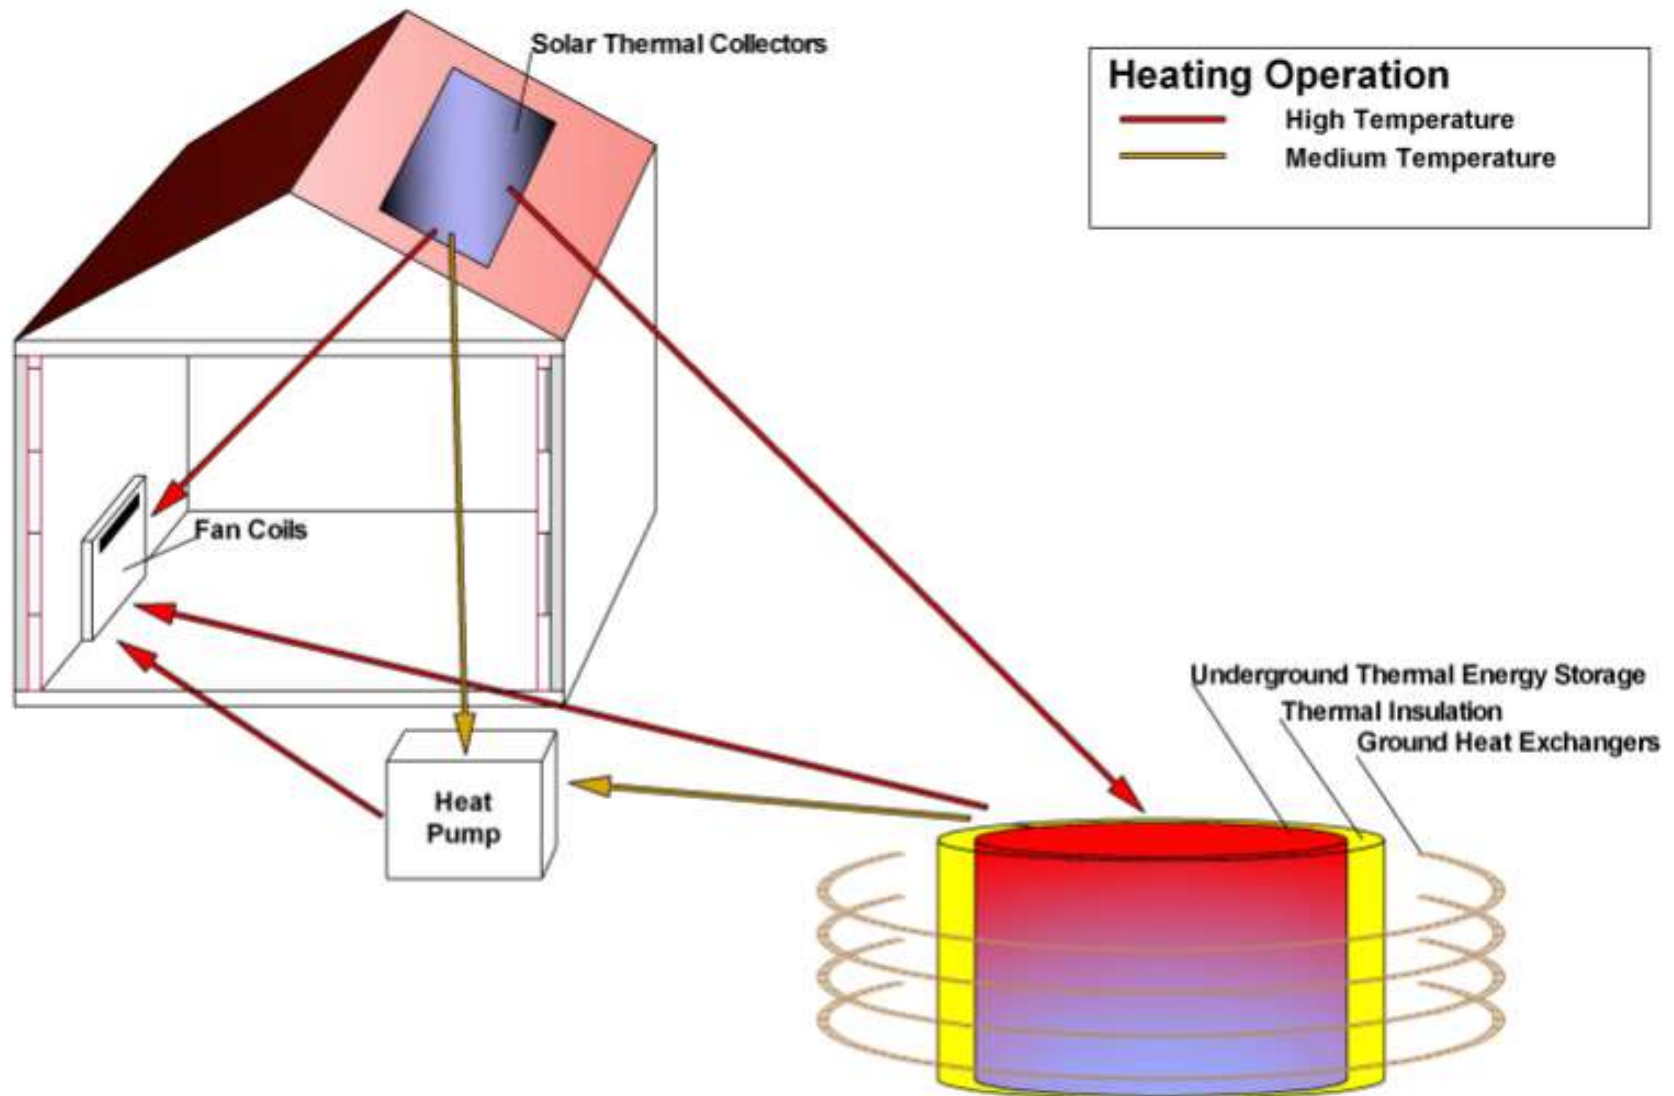 Solar Thermal Collectors
Heating Operation
High Temperature
Medium Temperature
Fan Coils
Underground Thermal Energy Storage
Thermal Insulation
Ground Heat Exchangers
Heat
Pump